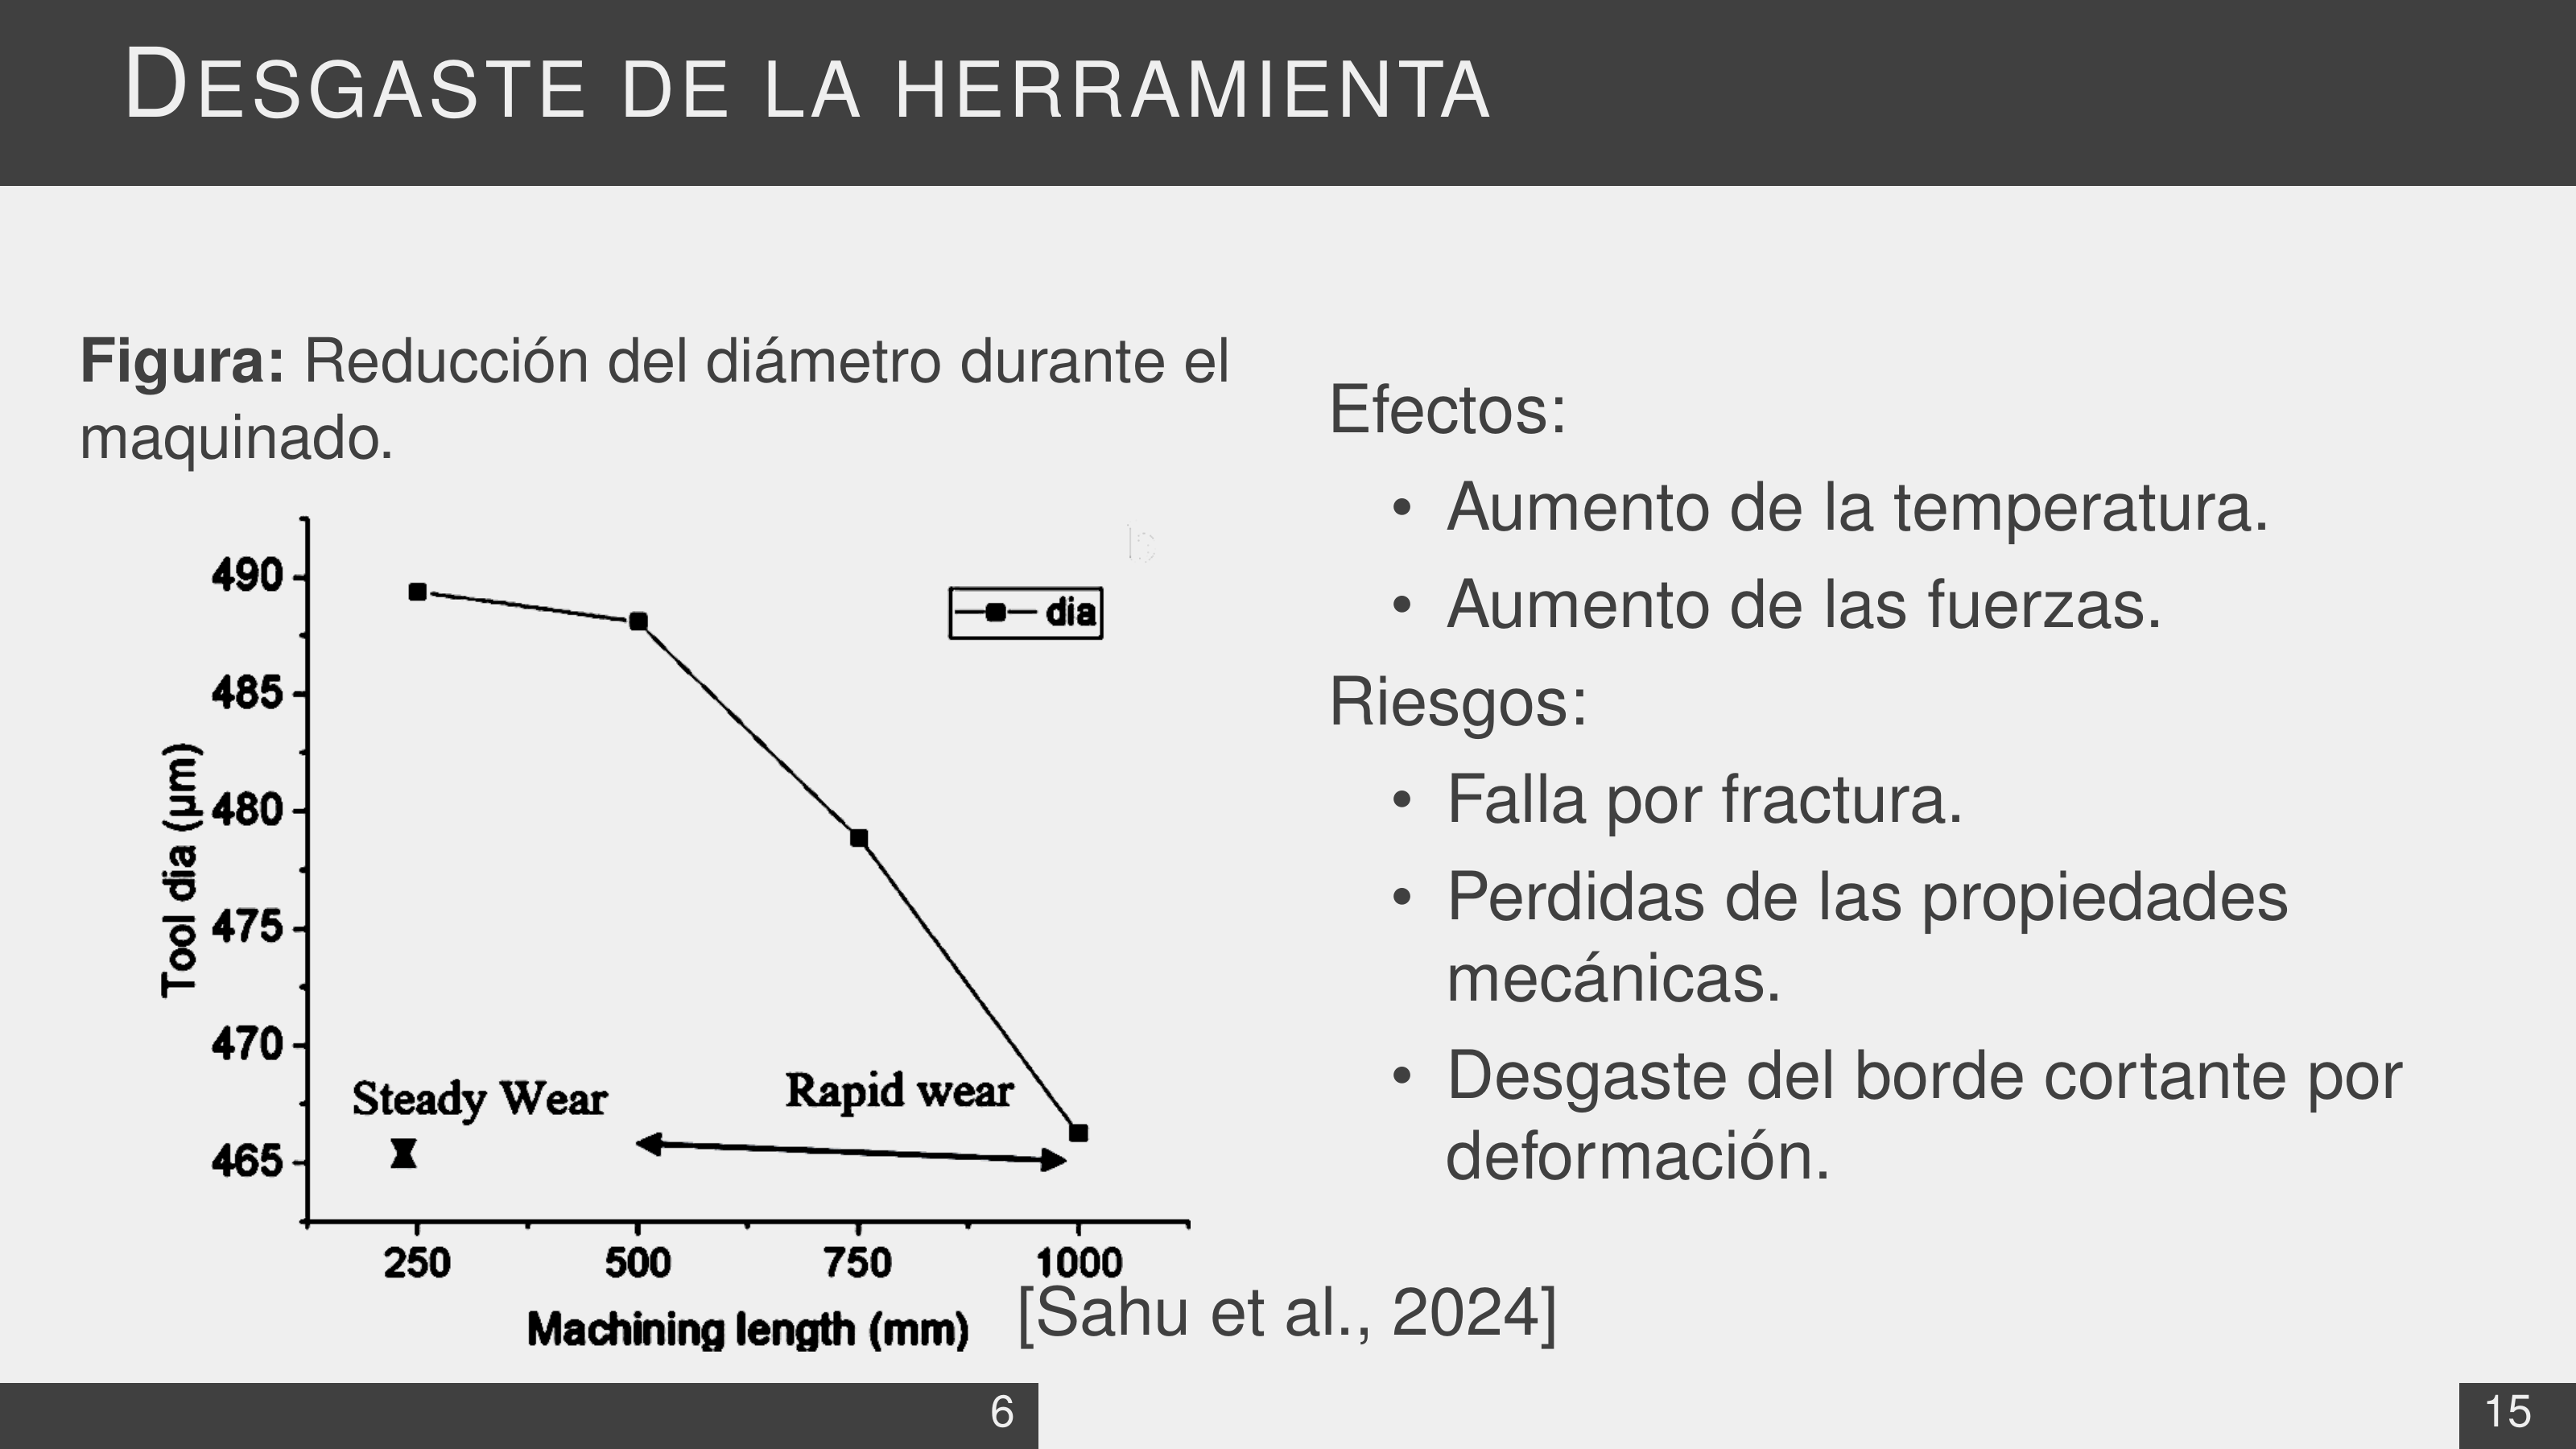 DESGASTE DE LA HERRAMIENTA
Figura: Reducción del diámetro durante el
maquinado.
b
dia
490
485
480
475
470
465
Tool dia (µm)
Steady Wear
Rapid wear
250 500 750 1000
Machining length (mm)
Efectos:
• Aumento de la temperatura.
• Aumento de las fuerzas.
Riesgos:
• Falla por fractura.
• Perdidas de las propiedades
mecánicas.
• Desgaste del borde cortante por
deformación.
[Sahu et al., 2024]
6
15